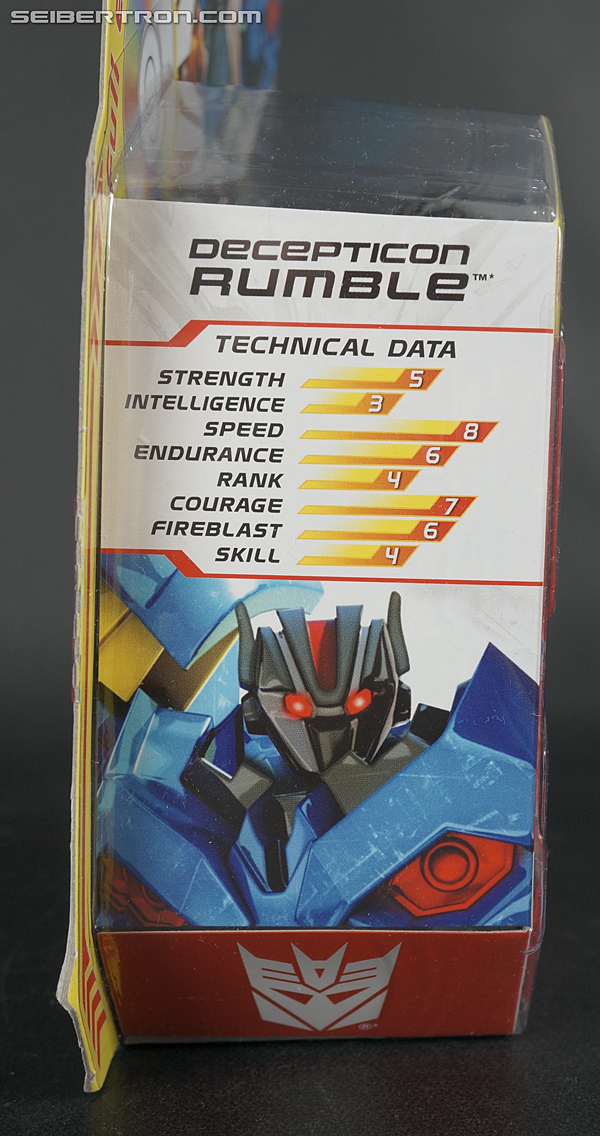 SEIBERTRON.COM
DECEPTICON
RUMBLE™*
TECHNICAL DATA
STRENGTH 5
INTELLIGENCE 3
SPEED 8
ENDURANCE 6
RANK 4
COURAGE 7
FIREBLAST 6
SKILL 4
®